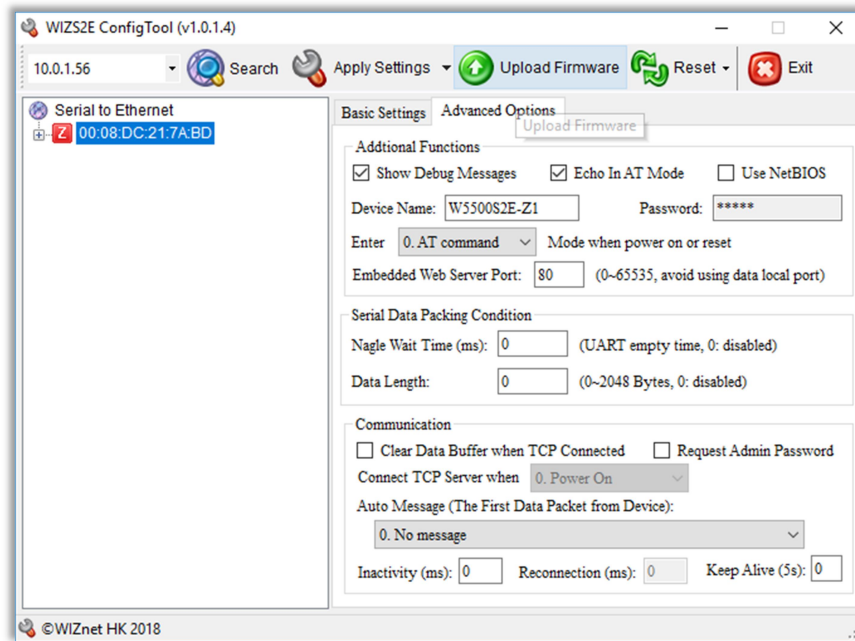 WIZS2E ConfigTool (v1.0.1.4)
10.0.1.56 Search Apply Settings Upload Firmware Reset Exit
Serial to Ethernet
Z 00:08:DC:21:7A:BD
Basic Settings Advanced Options
Upload Firmware
Addtional Functions
Show Debug Messages Echo In AT Mode Use NetBIOS
Device Name: W5500S2E-Z1 Password: *****
Enter 0. AT command Mode when power on or reset
Embedded Web Server Port: 80 (0~65535, avoid using data local port)
Serial Data Packing Condition
Nagle Wait Time (ms): 0 (UART empty time, 0: disabled)
Data Length: 0 (0~2048 Bytes, 0: disabled)
Communication
Clear Data Buffer when TCP Connected Request Admin Password
Connect TCP Server when 0. Power On
Auto Message (The First Data Packet from Device):
0. No message
Inactivity (ms): 0 Reconnection (ms): 0 Keep Alive (5s): 0
©WIZnet HK 2018